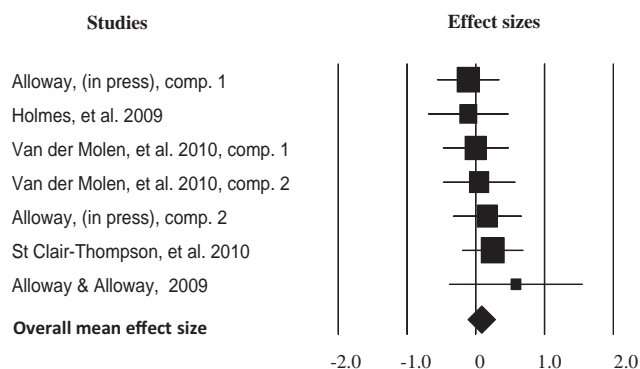 Studies Effect sizes
Alloway, (in press), comp. 1
Holmes, et al. 2009
Van der Molen, et al. 2010, comp. 1
Van der Molen, et al. 2010, comp. 2
Alloway, (in press), comp. 2
St Clair-Thompson, et al. 2010
Alloway & Alloway, 2009
Overall mean effect size
-2.0 -1.0 0 1.0 2.0